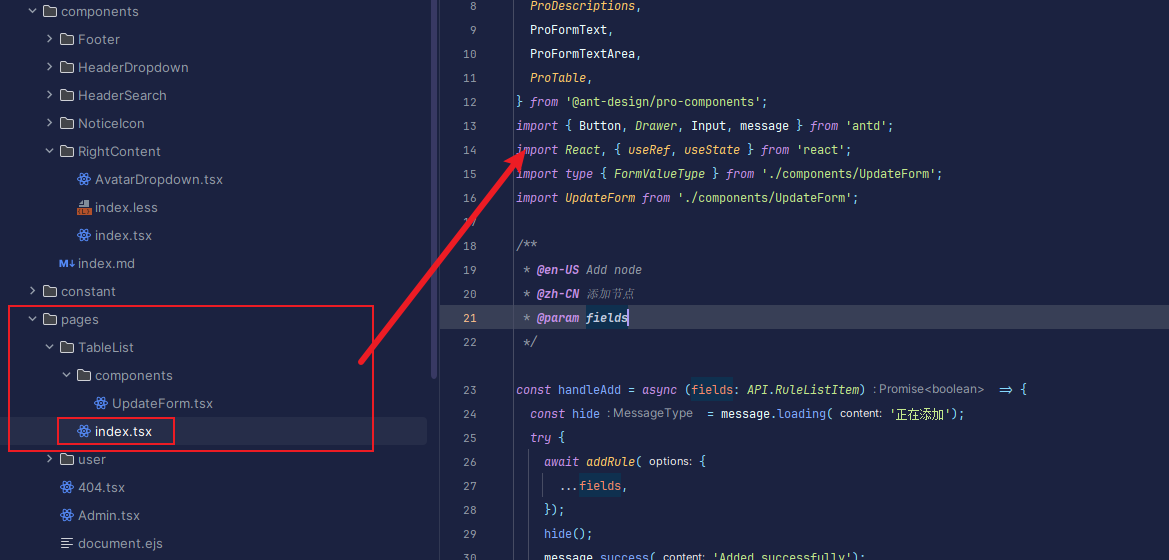 components
Footer
HeaderDropdown
HeaderSearch
NoticeIcon
RightContent
AvatarDropdown.tsx
index.less
index.tsx
M↓ index.md
constant
pages
TableList
components
UpdateForm.tsx
index.tsx
user
404.tsx
Admin.tsx
document.ejs
8 ProDescriptions,
9 ProFormText,
10 ProFormTextArea,
11 ProTable,
12 } from '@ant-design/pro-components';
13 import { Button, Drawer, Input, message } from 'antd';
14 import React, { useRef, useState } from 'react';
15 import type { FormValueType } from './components/UpdateForm';
16 import UpdateForm from './components/UpdateForm';
17
18 /**
19 * @en-US Add node
20 * @zh-CN 添加节点
21 * @param fields
22 */
23 const handleAdd = async (fields: API.RuleListItem) : Promise<boolean> => {
24 const hide : MessageType = message.loading( content: '正在添加');
25 try {
26 await addRule( options: {
27 ...fields,
28 });
29 hide();
30 message.success( content: 'Added successfully');